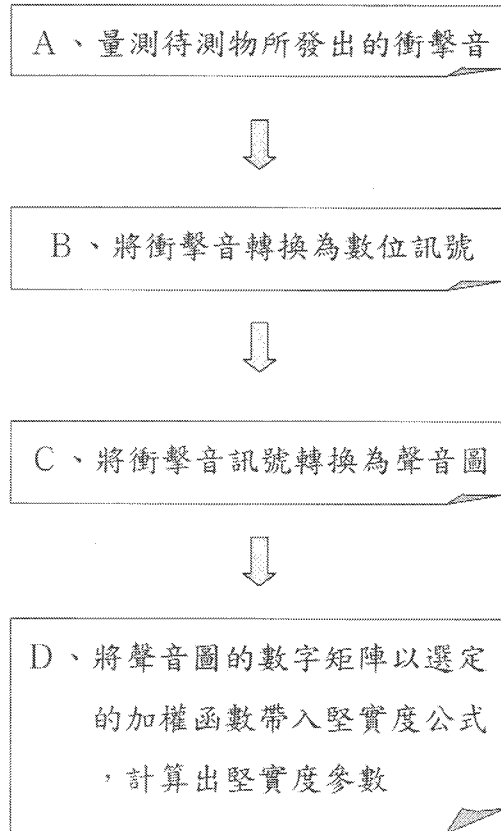 A、量測待測物所發出的衝擊音
B、將衝擊音轉換為數位訊號
C、將衝擊音訊號轉換為聲音圖
D、將聲音圖的數字矩陣以選定
的加權函數帶入堅實度公式
，計算出堅實度參數